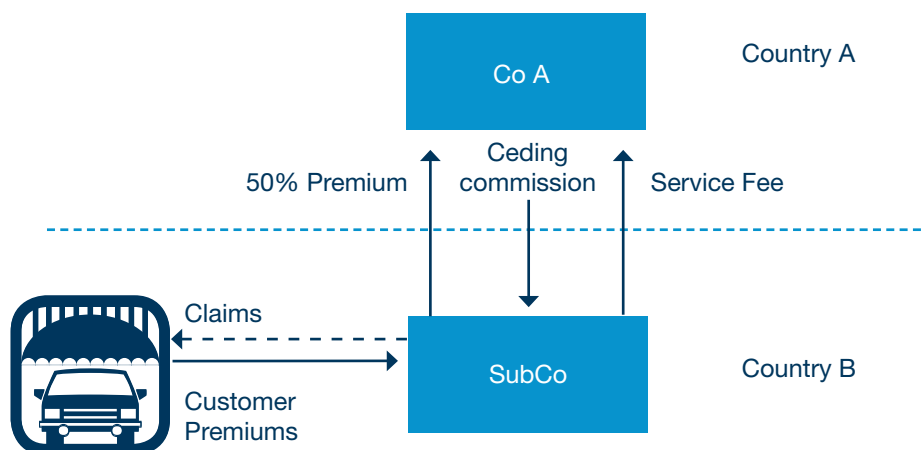 Co A
Country A
50% Premium
Ceding
commission
Service Fee
Claims
SubCo
Country B
Customer
Premiums